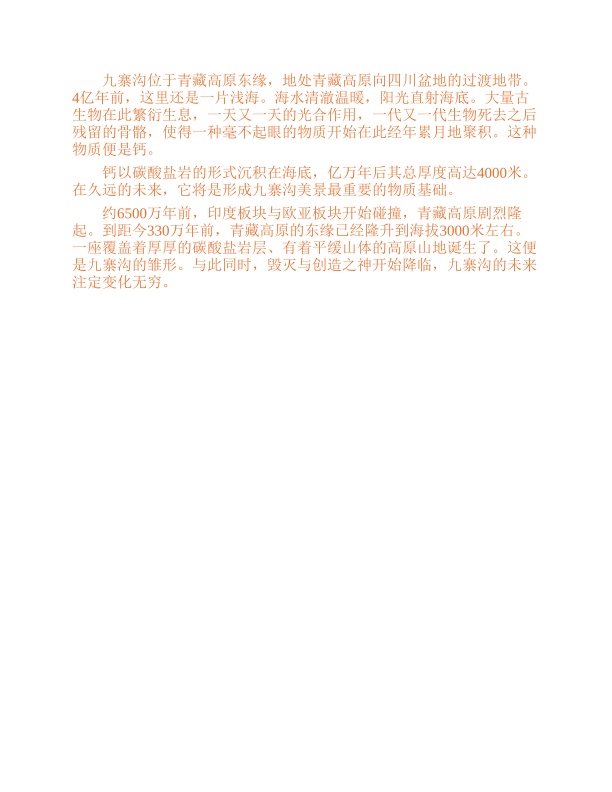 九寨沟位于青藏高原东缘，地处青藏高原向四川盆地的过渡地带。
4亿年前，这里还是一片浅海。海水清澈温暖，阳光直射海底。大量古
生物在此繁衍生息，一天又一天的光合作用，一代又一代生物死去之后
残留的骨骼，使得一种毫不起眼的物质开始在此经年累月地聚积。这种
物质便是钙。
钙以碳酸盐岩的形式沉积在海底，亿万年后其总厚度高达4000米。
在久远的未来，它将是形成九寨沟美景最重要的物质基础。
约6500万年前，印度板块与欧亚板块开始碰撞，青藏高原剧烈隆
起。到距今330万年前，青藏高原的东缘已经隆升到海拔3000米左右。
一座覆盖着厚厚的碳酸盐岩层、有着平缓山体的高原山地诞生了。这便
是九寨沟的雏形。与此同时，毁灭与创造之神开始降临，九寨沟的未来
注定变化无穷。